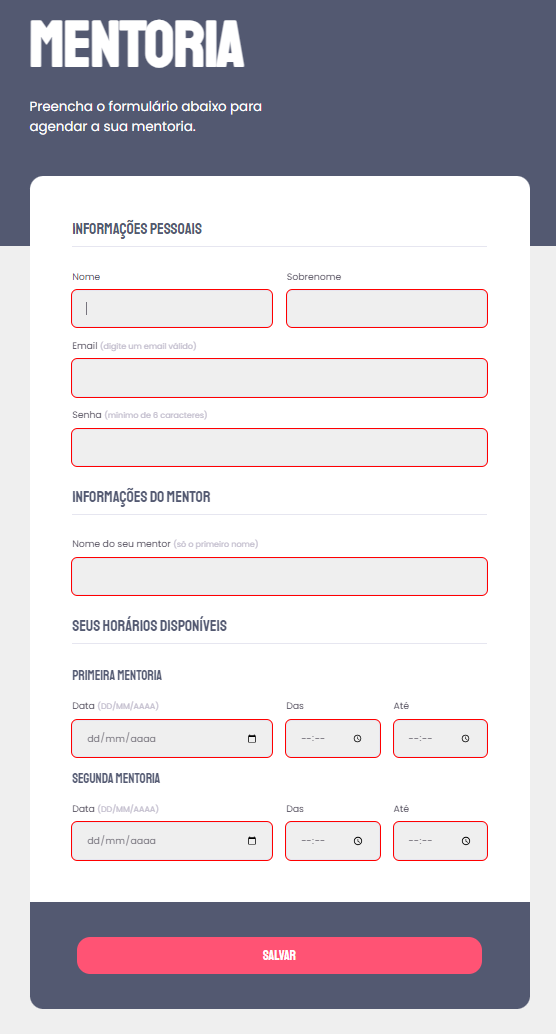 MENTORIA
Preencha o formulário abaixo para
agendar a sua mentoria.
INFORMAÇÕES PESSOAIS
Nome Sobrenome
Email (digite um email válido)
Senha (mínimo de 6 caracteres)
INFORMAÇÕES DO MENTOR
Nome do seu mentor (só o primeiro nome)
SEUS HORÁRIOS DISPONÍVEIS
PRIMEIRA MENTORIA
Data (DD/MM/AAAA) Das Até
dd/mm/aaaa --:-- --:--
SEGUNDA MENTORIA
Data (DD/MM/AAAA) Das Até
dd/mm/aaaa --:-- --:--
SALVAR